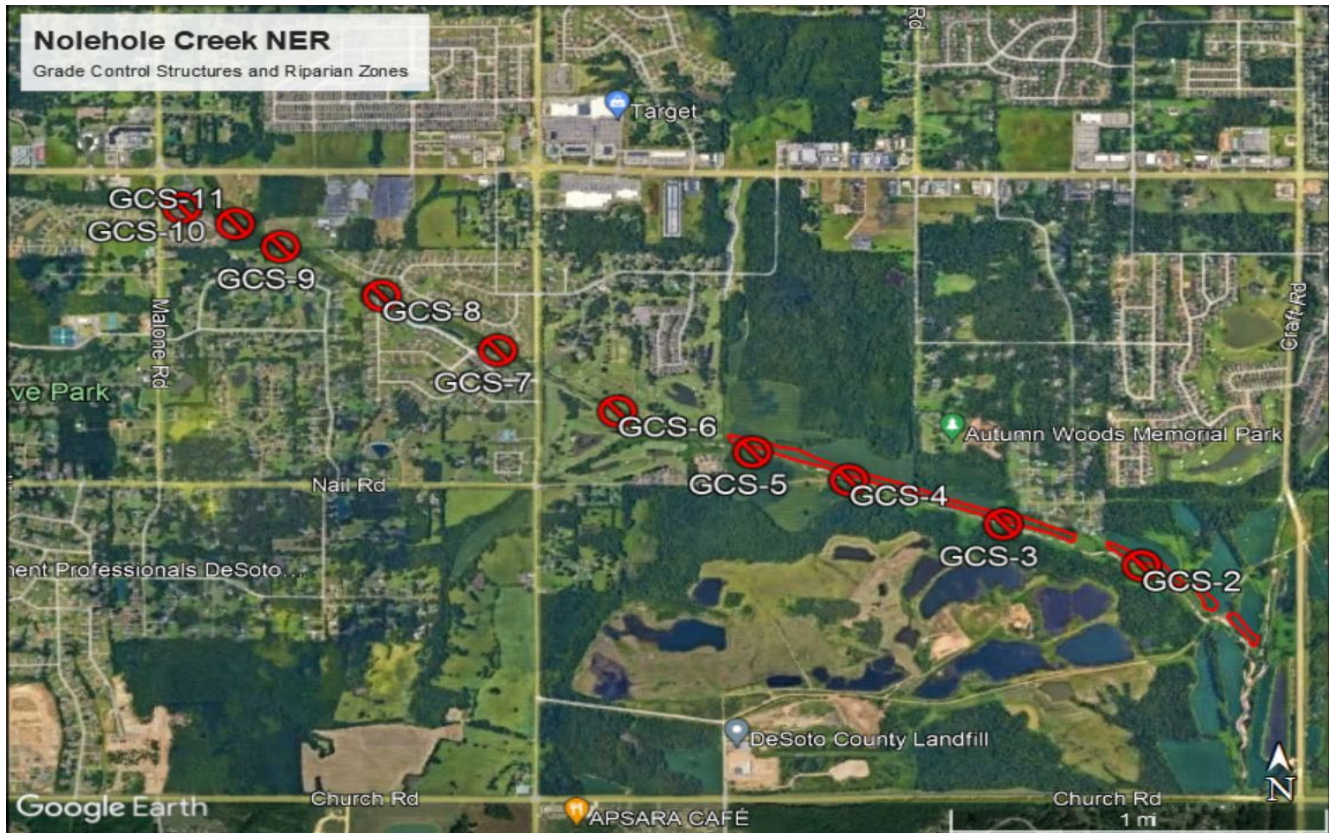 Nolehole Creek NER
Grade Control Structures and Riparian Zones
Rd
Target
GCS-11
GCS-10
GCS-9
GCS-8
GCS-7
Malone Rd
Craft Rd
ve Park
GCS-6
Autumn Woods Memorial Park
GCS-5
Nail Rd
GCS-4
GCS-3
GCS-2
nent Professionals DeSoto...
DeSoto County Landfill
N
Google Earth
Church Rd
APSARA CAFÉ
Church Rd
1 mi